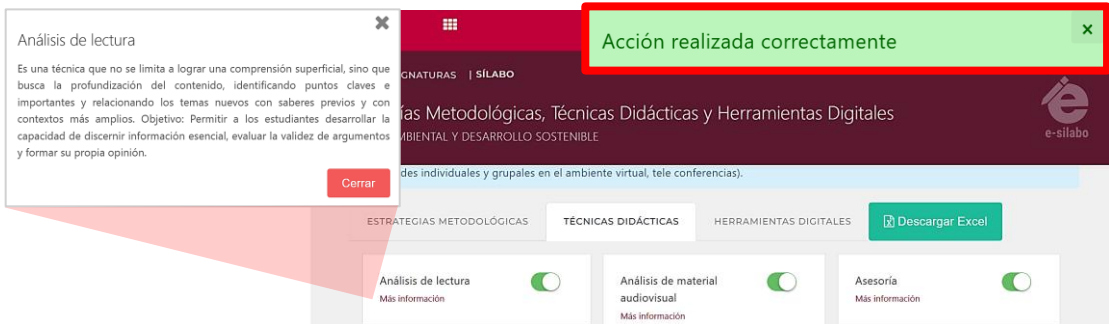 Análisis de lectura
Es una técnica que no se limita a lograr una comprensión superficial, sino que
busca la profundización del contenido, identificando puntos claves e
importantes y relacionando los temas nuevos con saberes previos y con
contextos más amplios. Objetivo: Permitir a los estudiantes desarrollar la
capacidad de discernir información esencial, evaluar la validez de argumentos
y formar su propia opinión.
Cerrar
Acción realizada correctamente
GNATURAS | SÍLABO
ías Metodológicas, Técnicas Didácticas y Herramientas Digitales
MBIENTAL Y DESARROLLO SOSTENIBLE
e-silabo
des individuales y grupales en el ambiente virtual, tele conferencias).
ESTRATEGIAS METODOLÓGICAS
TÉCNICAS DIDÁCTICAS
HERRAMIENTAS DIGITALES
Descargar Excel
Análisis de lectura
Más información
Análisis de material
audiovisual
Más información
Asesoría
Más información